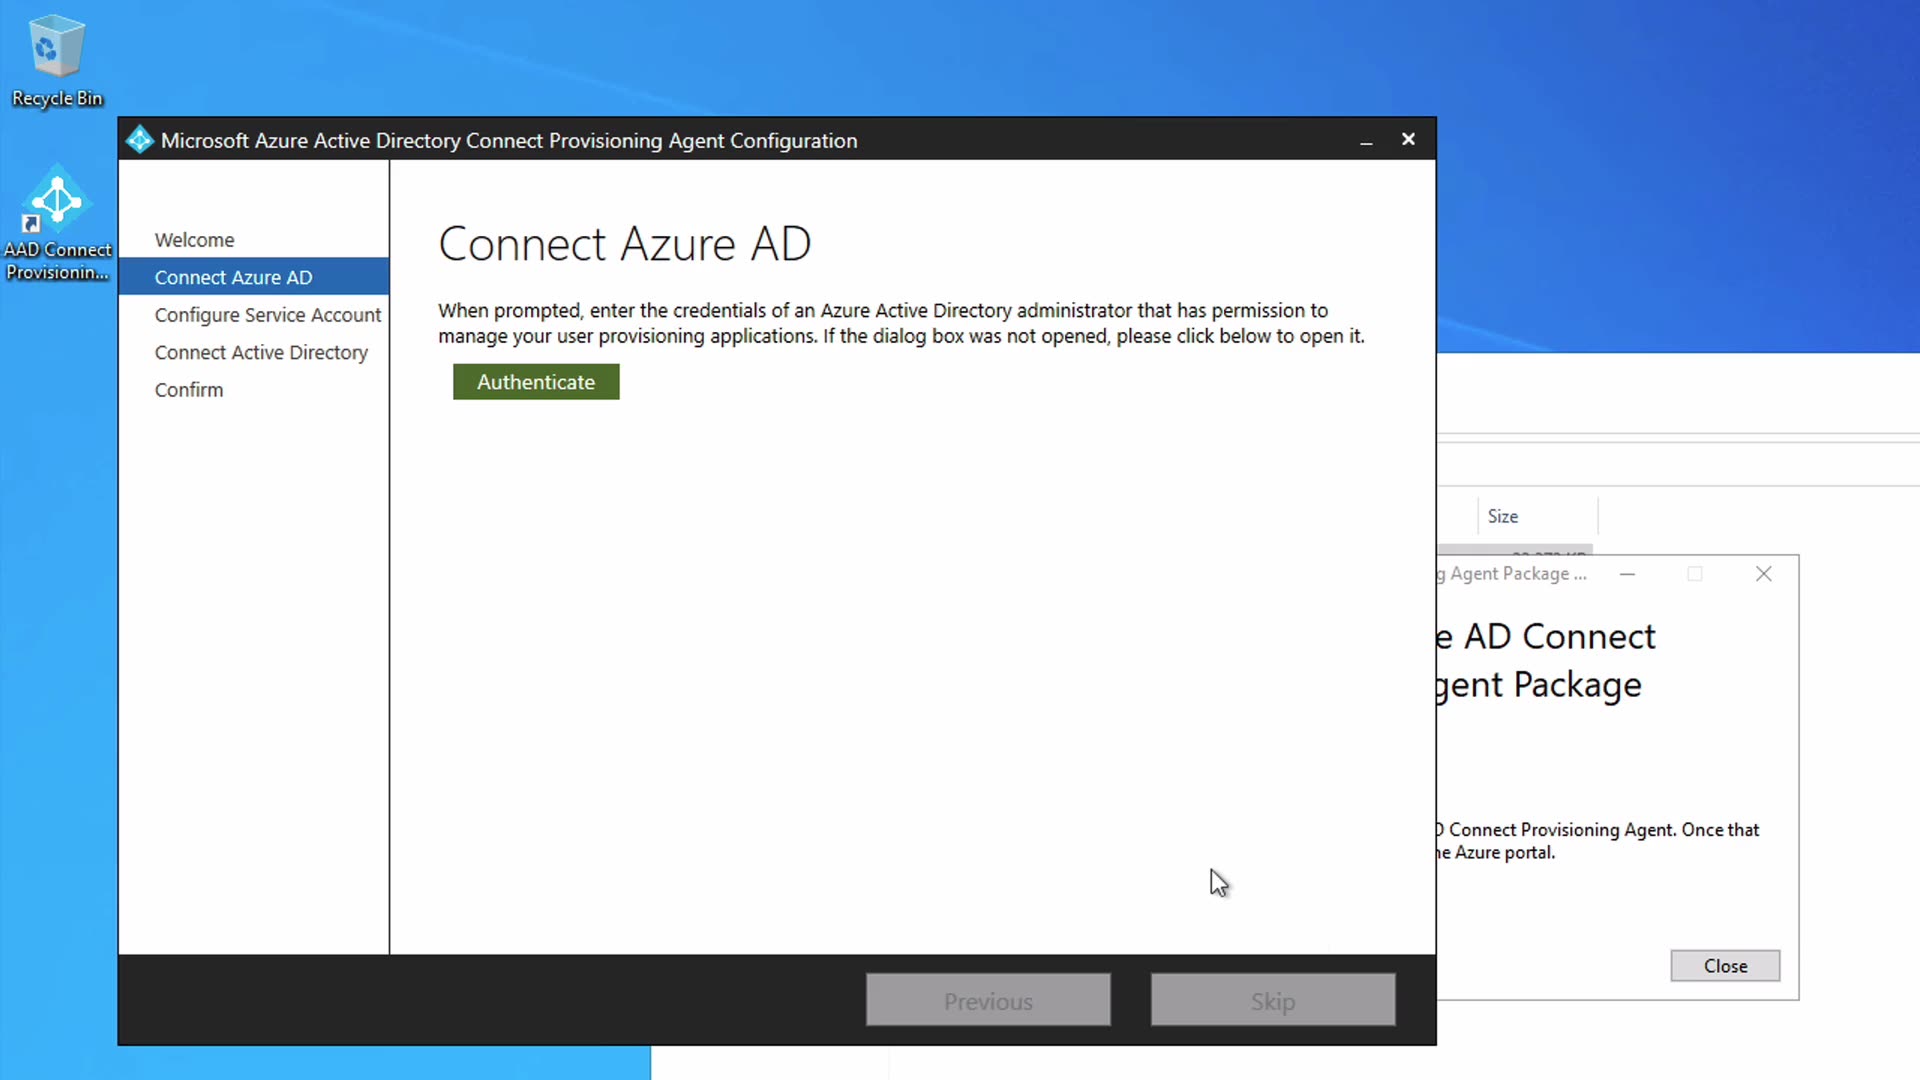 Recycle Bin
AAD Connect
Provisionin...
Microsoft Azure Active Directory Connect Provisioning Agent Configuration
Welcome
Connect Azure AD
Configure Service Account
Connect Active Directory
Confirm
Connect Azure AD
When prompted, enter the credentials of an Azure Active Directory administrator that has permission to
manage your user provisioning applications. If the dialog box was not opened, please click below to open it.
Authenticate
Previous
Skip
Size
g Agent Package ...
e AD Connect
gent Package
D Connect Provisioning Agent. Once that
he Azure portal.
Close